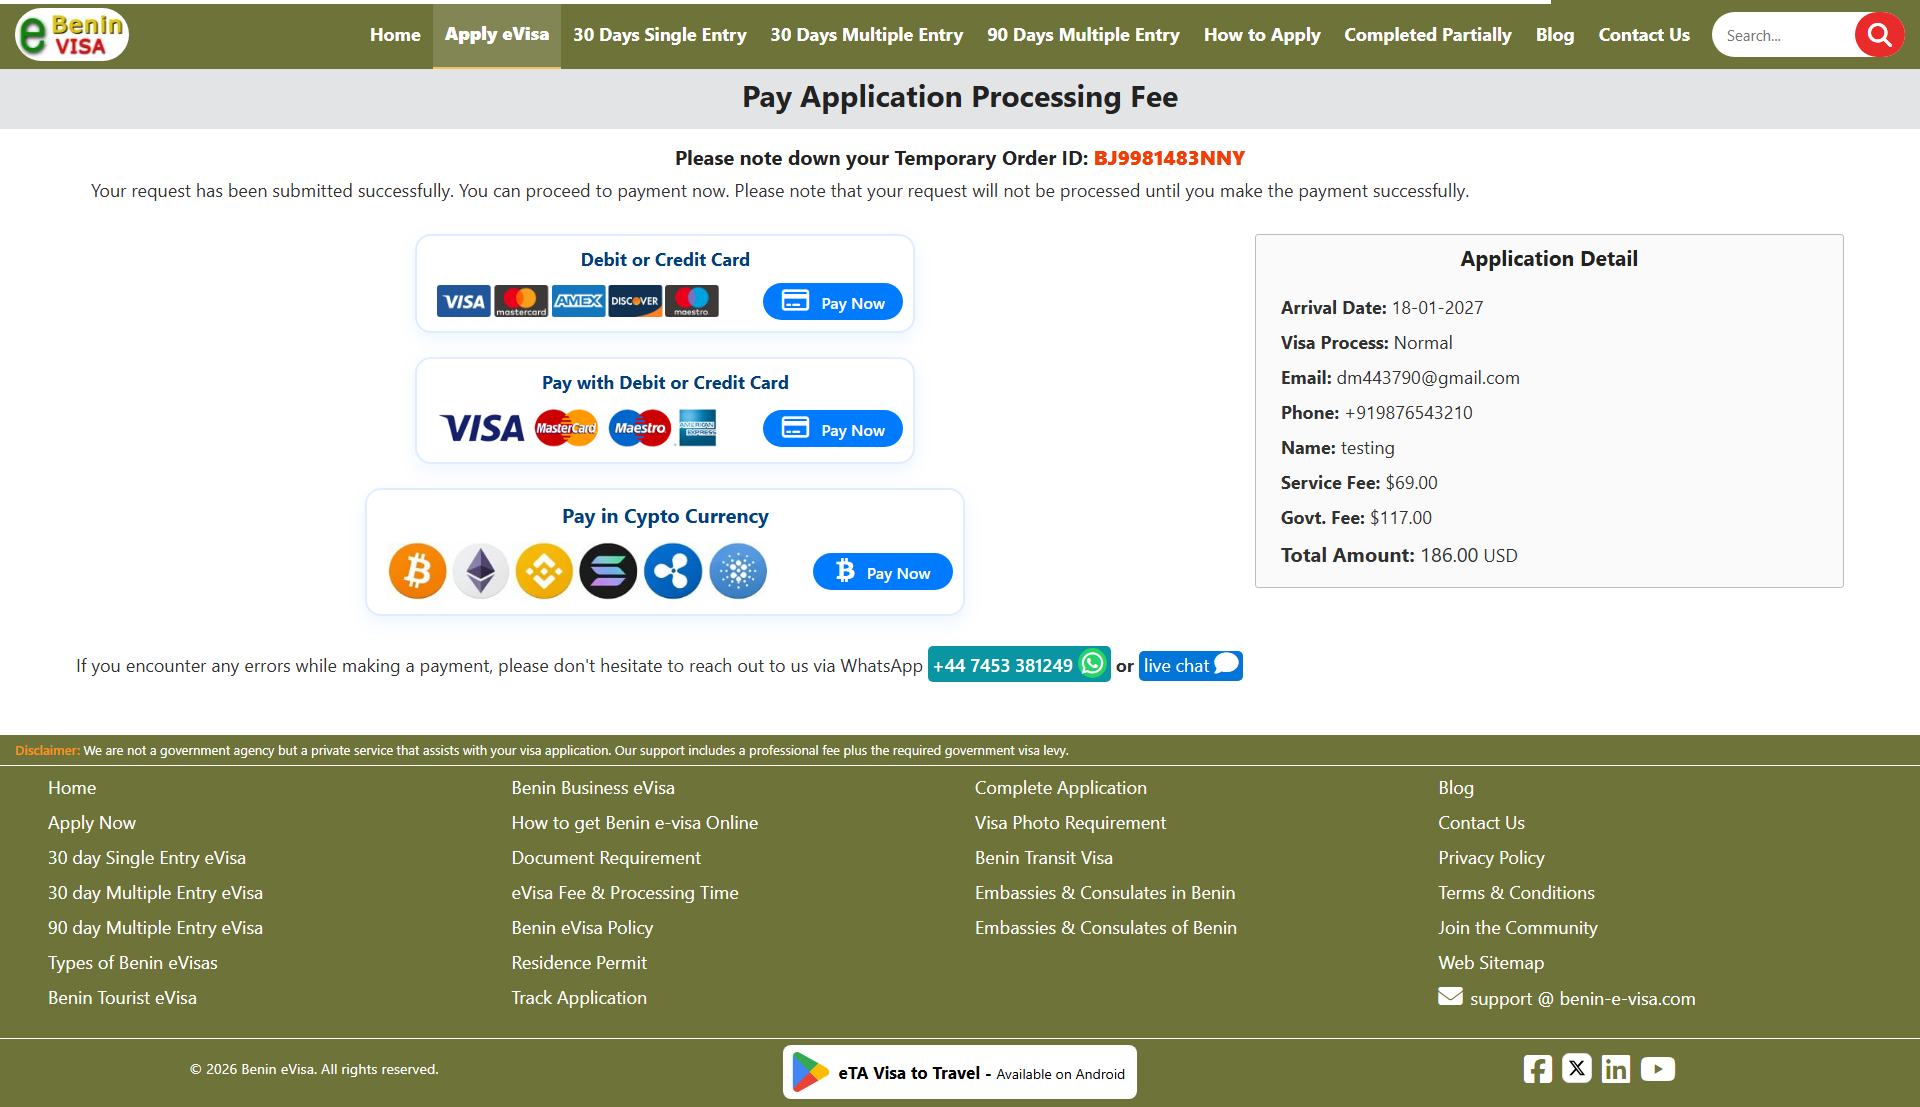 e Benin VISA
Home
Apply eVisa
30 Days Single Entry
30 Days Multiple Entry
90 Days Multiple Entry
How to Apply
Completed Partially
Blog
Contact Us
Search...
Pay Application Processing Fee
Please note down your Temporary Order ID: BJ9981483NNY
Your request has been submitted successfully. You can proceed to payment now. Please note that your request will not be processed until you make the payment successfully.
Debit or Credit Card
VISA mastercard AMEX DISCOVER maestro
Pay Now
Pay with Debit or Credit Card
VISA MasterCard Maestro AMERICAN EXPRESS
Pay Now
Pay in Cypto Currency
Pay Now
Application Detail
Arrival Date: 18-01-2027
Visa Process: Normal
Email: dm443790@gmail.com
Phone: +919876543210
Name: testing
Service Fee: $69.00
Govt. Fee: $117.00
Total Amount: 186.00 USD
If you encounter any errors while making a payment, please don't hesitate to reach out to us via WhatsApp +44 7453 381249 or live chat
Disclaimer: We are not a government agency but a private service that assists with your visa application. Our support includes a professional fee plus the required government visa levy.
Home
Apply Now
30 day Single Entry eVisa
30 day Multiple Entry eVisa
90 day Multiple Entry eVisa
Types of Benin eVisas
Benin Tourist eVisa
Benin Business eVisa
How to get Benin e-visa Online
Document Requirement
eVisa Fee & Processing Time
Benin eVisa Policy
Residence Permit
Track Application
Complete Application
Visa Photo Requirement
Benin Transit Visa
Embassies & Consulates in Benin
Embassies & Consulates of Benin
Blog
Contact Us
Privacy Policy
Terms & Conditions
Join the Community
Web Sitemap
support @ benin-e-visa.com
© 2026 Benin eVisa. All rights reserved.
eTA Visa to Travel - Available on Android